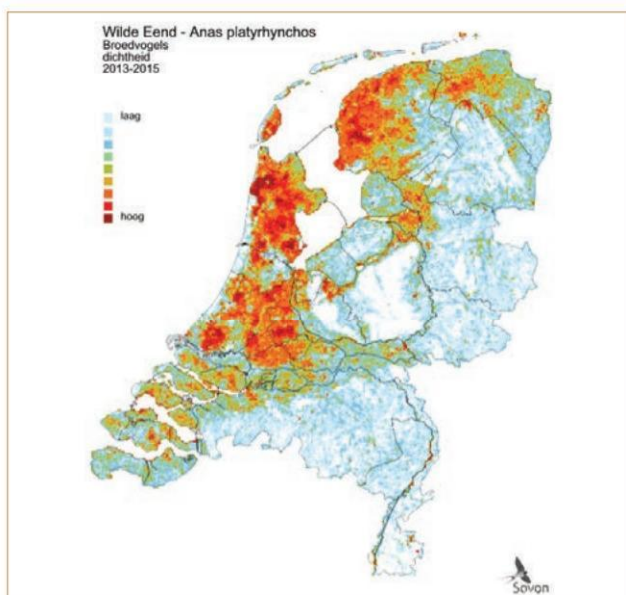 Wilde Eend - Anas platyrhynchos
Broedvogels
dichtheid
2013-2015
laag
hoog
Sovon